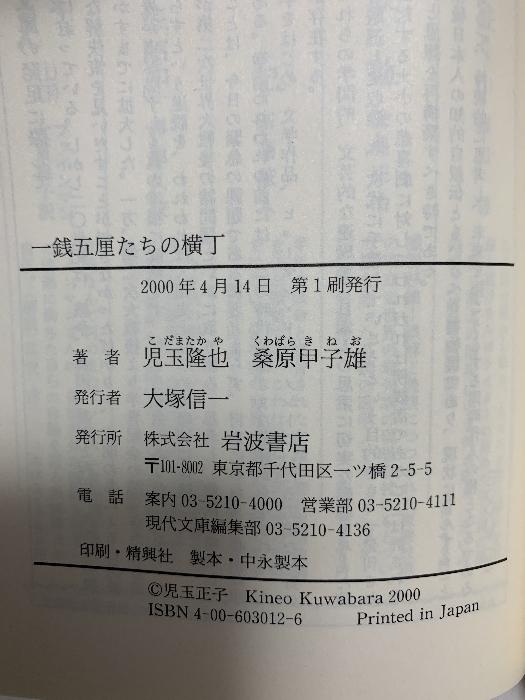 一銭五厘たちの横丁
2000年4月14日 第1刷発行
こだまたかや くわばらきねお
著者 児玉隆也 桑原甲子雄
発行者 大塚信一
発行所 株式会社 岩波書店
〒101-8002 東京都千代田区一ツ橋2-5-5
電話 案内 03-5210-4000 営業部 03-5210-4111
現代文庫編集部 03-5210-4136
印刷・精興社 製本・中永製本
©児玉正子 Kineo Kuwabara 2000
ISBN 4-00-603012-6 Printed in Japan